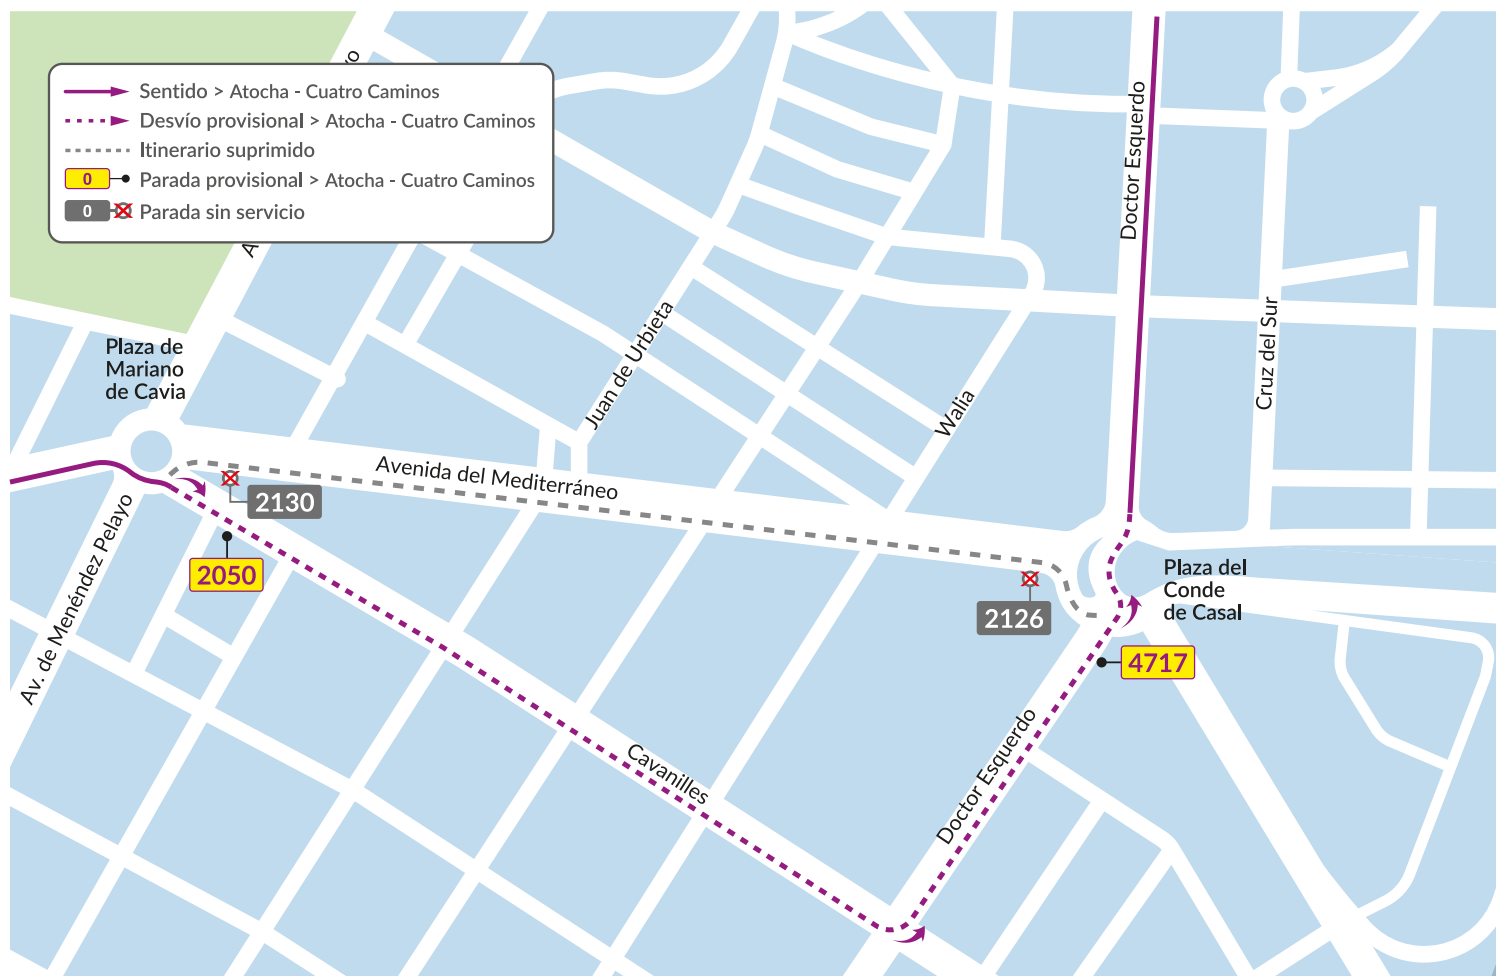 Sentido > Atocha - Cuatro Caminos
Desvío provisional > Atocha - Cuatro Caminos
Itinerario suprimido
0 Parada provisional > Atocha - Cuatro Caminos
0 Parada sin servicio
A
yo
Doctor Esquerdo
Cruz del Sur
Juan de Urbieta
Walia
Plaza de
Mariano
de Cavia
Avenida del Mediterráneo
2130
2050
Av. de Menéndez Pelayo
2126
Plaza del
Conde
de Casal
4717
Cavanilles
Doctor Esquerdo